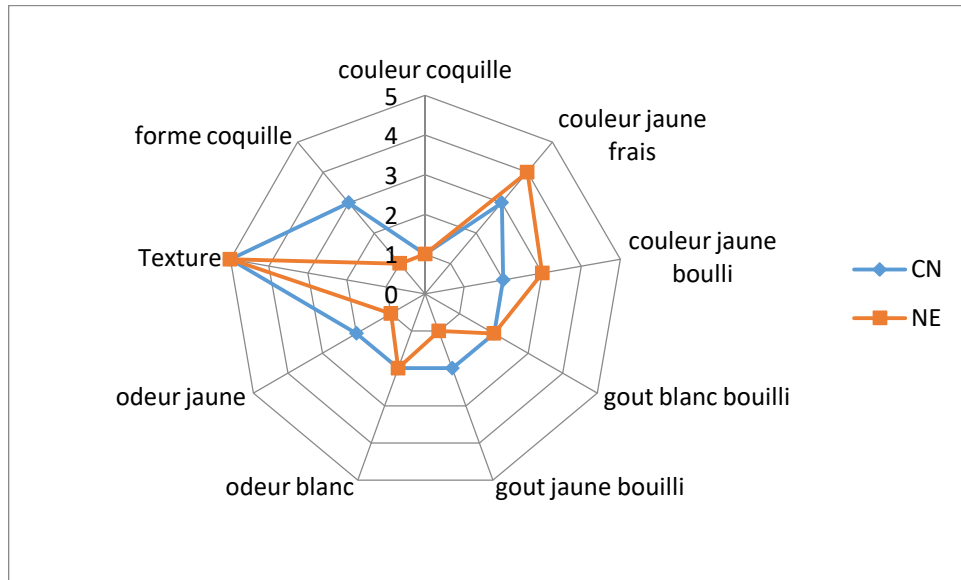 couleur coquille
5
4
3
2
1
0
couleur jaune
frais
couleur jaune
boulli
gout blanc bouilli
gout jaune bouilli
odeur blanc
odeur jaune
Texture
forme coquille
CN
NE